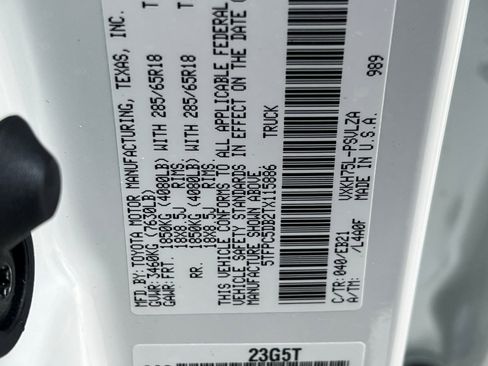 MFD. BY: TOYOTA MOTOR MANUFACTURING, TEXAS, INC.
GVWR: 3460KG (7630LB)
GAWR: FRT. 1850KG (4080LB) WITH 285/65R18
18X8.5J RIMS,
RR. 1850KG (4080LB) WITH 285/65R18
18X8.5J RIMS,
THIS VEHICLE CONFORMS TO ALL APPLICABLE FEDERAL
VEHICLE SAFETY STANDARDS IN EFFECT ON THE DATE
MANUFACTURE SHOWN ABOVE.
5TFPC5DB2TX115886 TRUCK
C/TR: 040/EB21 VXKH75L-PSVLZA
A/TM: /L4A0F MADE IN U.S.A.
989
23G5T